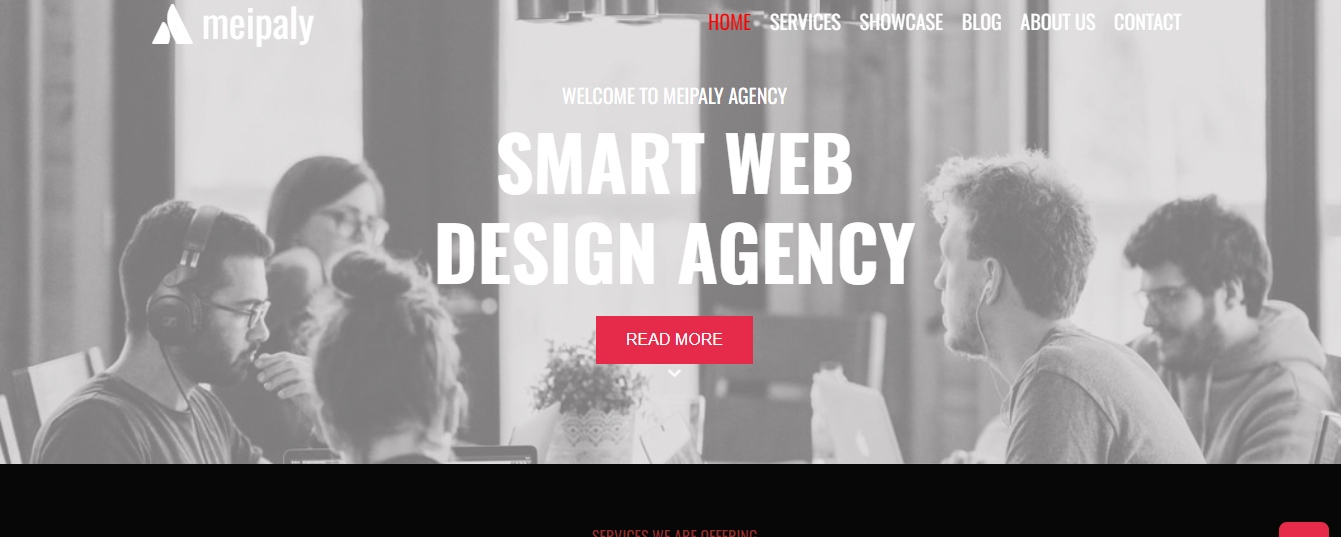 meipaly
HOME SERVICES SHOWCASE BLOG ABOUT US CONTACT
WELCOME TO MEIPALY AGENCY
SMART WEB
DESIGN AGENCY
READ MORE
SERVICES WE ARE OFFERING